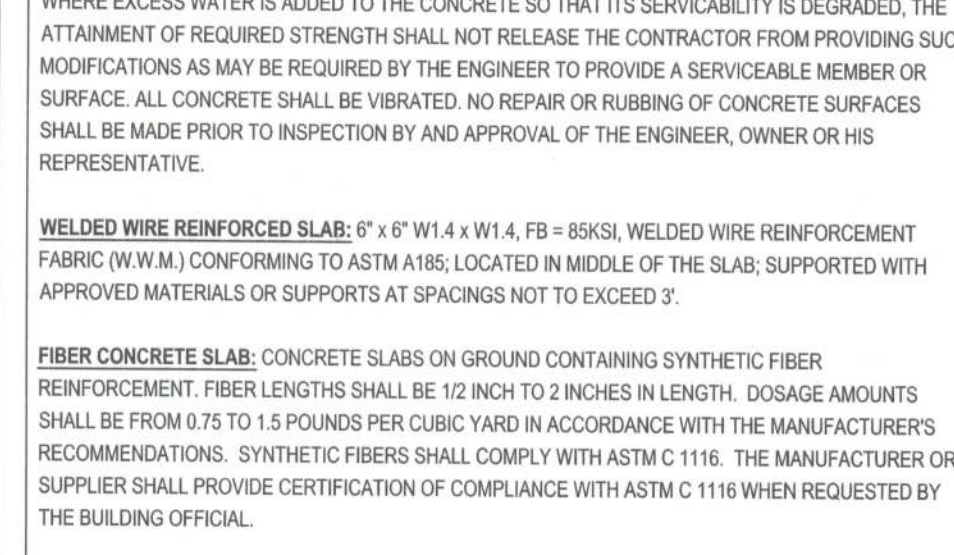 WHERE EXCESS WATER IS ADDED TO THE CONCRETE SO THAT ITS SERVICABILITY IS DEGRADED, THE
ATTAINMENT OF REQUIRED STRENGTH SHALL NOT RELEASE THE CONTRACTOR FROM PROVIDING SUC
MODIFICATIONS AS MAY BE REQUIRED BY THE ENGINEER TO PROVIDE A SERVICEABLE MEMBER OR
SURFACE. ALL CONCRETE SHALL BE VIBRATED. NO REPAIR OR RUBBING OF CONCRETE SURFACES
SHALL BE MADE PRIOR TO INSPECTION BY AND APPROVAL OF THE ENGINEER, OWNER OR HIS
REPRESENTATIVE.
WELDED WIRE REINFORCED SLAB: 6" x 6" W1.4 x W1.4, FB = 85KSI, WELDED WIRE REINFORCEMENT
FABRIC (W.W.M.) CONFORMING TO ASTM A185; LOCATED IN MIDDLE OF THE SLAB; SUPPORTED WITH
APPROVED MATERIALS OR SUPPORTS AT SPACINGS NOT TO EXCEED 3'.
FIBER CONCRETE SLAB: CONCRETE SLABS ON GROUND CONTAINING SYNTHETIC FIBER
REINFORCEMENT. FIBER LENGTHS SHALL BE 1/2 INCH TO 2 INCHES IN LENGTH. DOSAGE AMOUNTS
SHALL BE FROM 0.75 TO 1.5 POUNDS PER CUBIC YARD IN ACCORDANCE WITH THE MANUFACTURER'S
RECOMMENDATIONS. SYNTHETIC FIBERS SHALL COMPLY WITH ASTM C 1116. THE MANUFACTURER OR
SUPPLIER SHALL PROVIDE CERTIFICATION OF COMPLIANCE WITH ASTM C 1116 WHEN REQUESTED BY
THE BUILDING OFFICIAL.